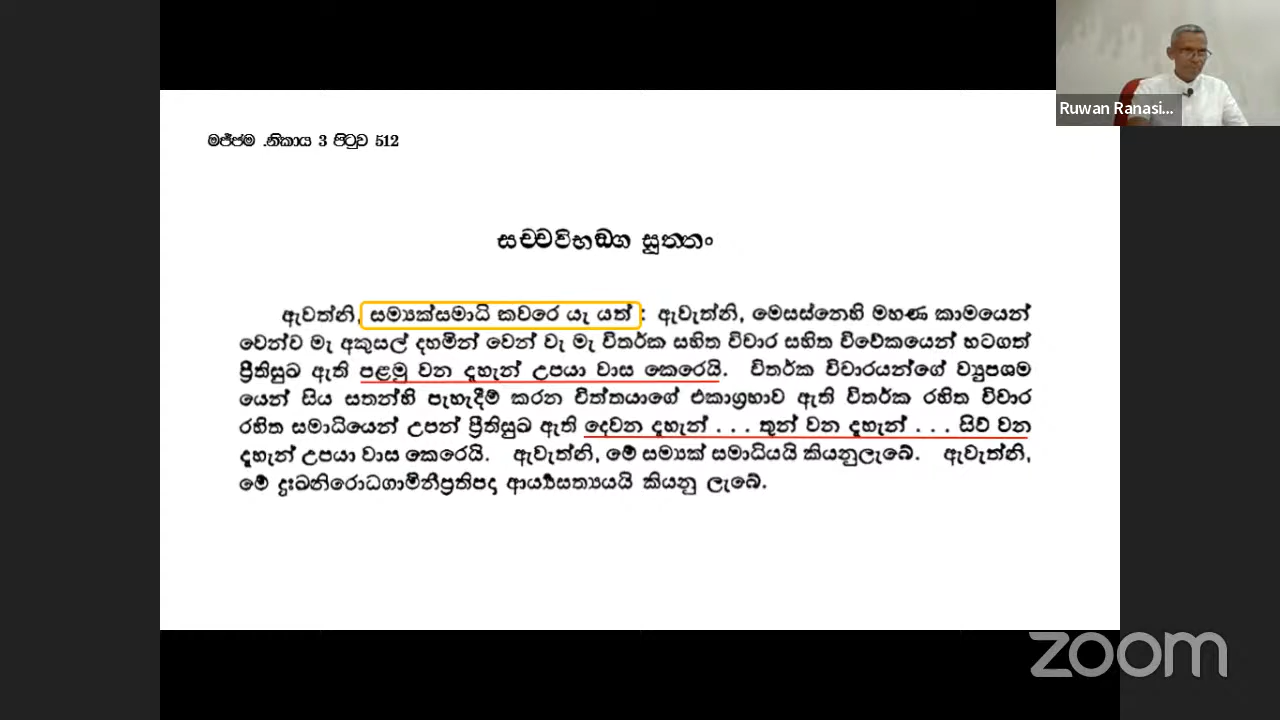 Ruwan Ranasi...
මජ්ඣිම .නිකාය 3 පිටුව 512
සච්චවිභඞ්ග සුත්තං
ඇවත්නි, සම්‍යක්සමාධි කවරෙ යැ යත් : ඇවැත්නි, මෙසස්නෙහි මහණ කාමයෙන්
වෙන්ව මැ අකුසල් දහමින් වෙන් වැ මැ විතර්ක සහිත විචාර සහිත විවේකයෙන් හටගත්
ප්‍රීතිසුඛ ඇති පළමු වන දැහැන් උපයා වාස කෙරෙයි. විතර්ක විචාරයන්ගේ ව්‍යුපශම
යෙන් සිය සතන්හි පැහැදීම් කරන චිත්තයාගේ එකාග්‍රභාව ඇති විතර්ක රහිත විචාර
රහිත සමාධියෙන් උපන් ප්‍රීතිසුඛ ඇති දෙවන දැහැන් . . . තුන් වන දැහැන් . . . සිව් වන
දැහැන් උපයා වාස කෙරෙයි. ඇවැත්නි, මේ සම්‍යක් සමාධියයි කියනුලැබේ. ඇවැත්නි,
මේ දුඃඛනිරොධගාමිනීප්‍රතිපදා ආර්‍ය්‍යසත්‍යයයි කියනු ලැබේ.
zoom